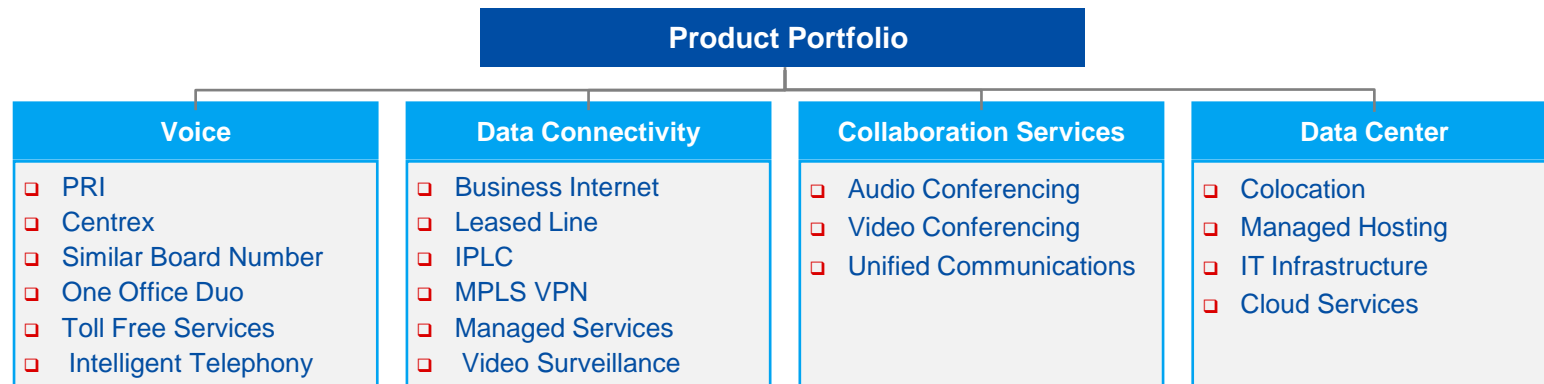 Product Portfolio
Voice
PRI
Centrex
Similar Board Number
One Office Duo
Toll Free Services
Intelligent Telephony
Data Connectivity
Business Internet
Leased Line
IPLC
MPLS VPN
Managed Services
Video Surveillance
Collaboration Services
Audio Conferencing
Video Conferencing
Unified Communications
Data Center
Colocation
Managed Hosting
IT Infrastructure
Cloud Services